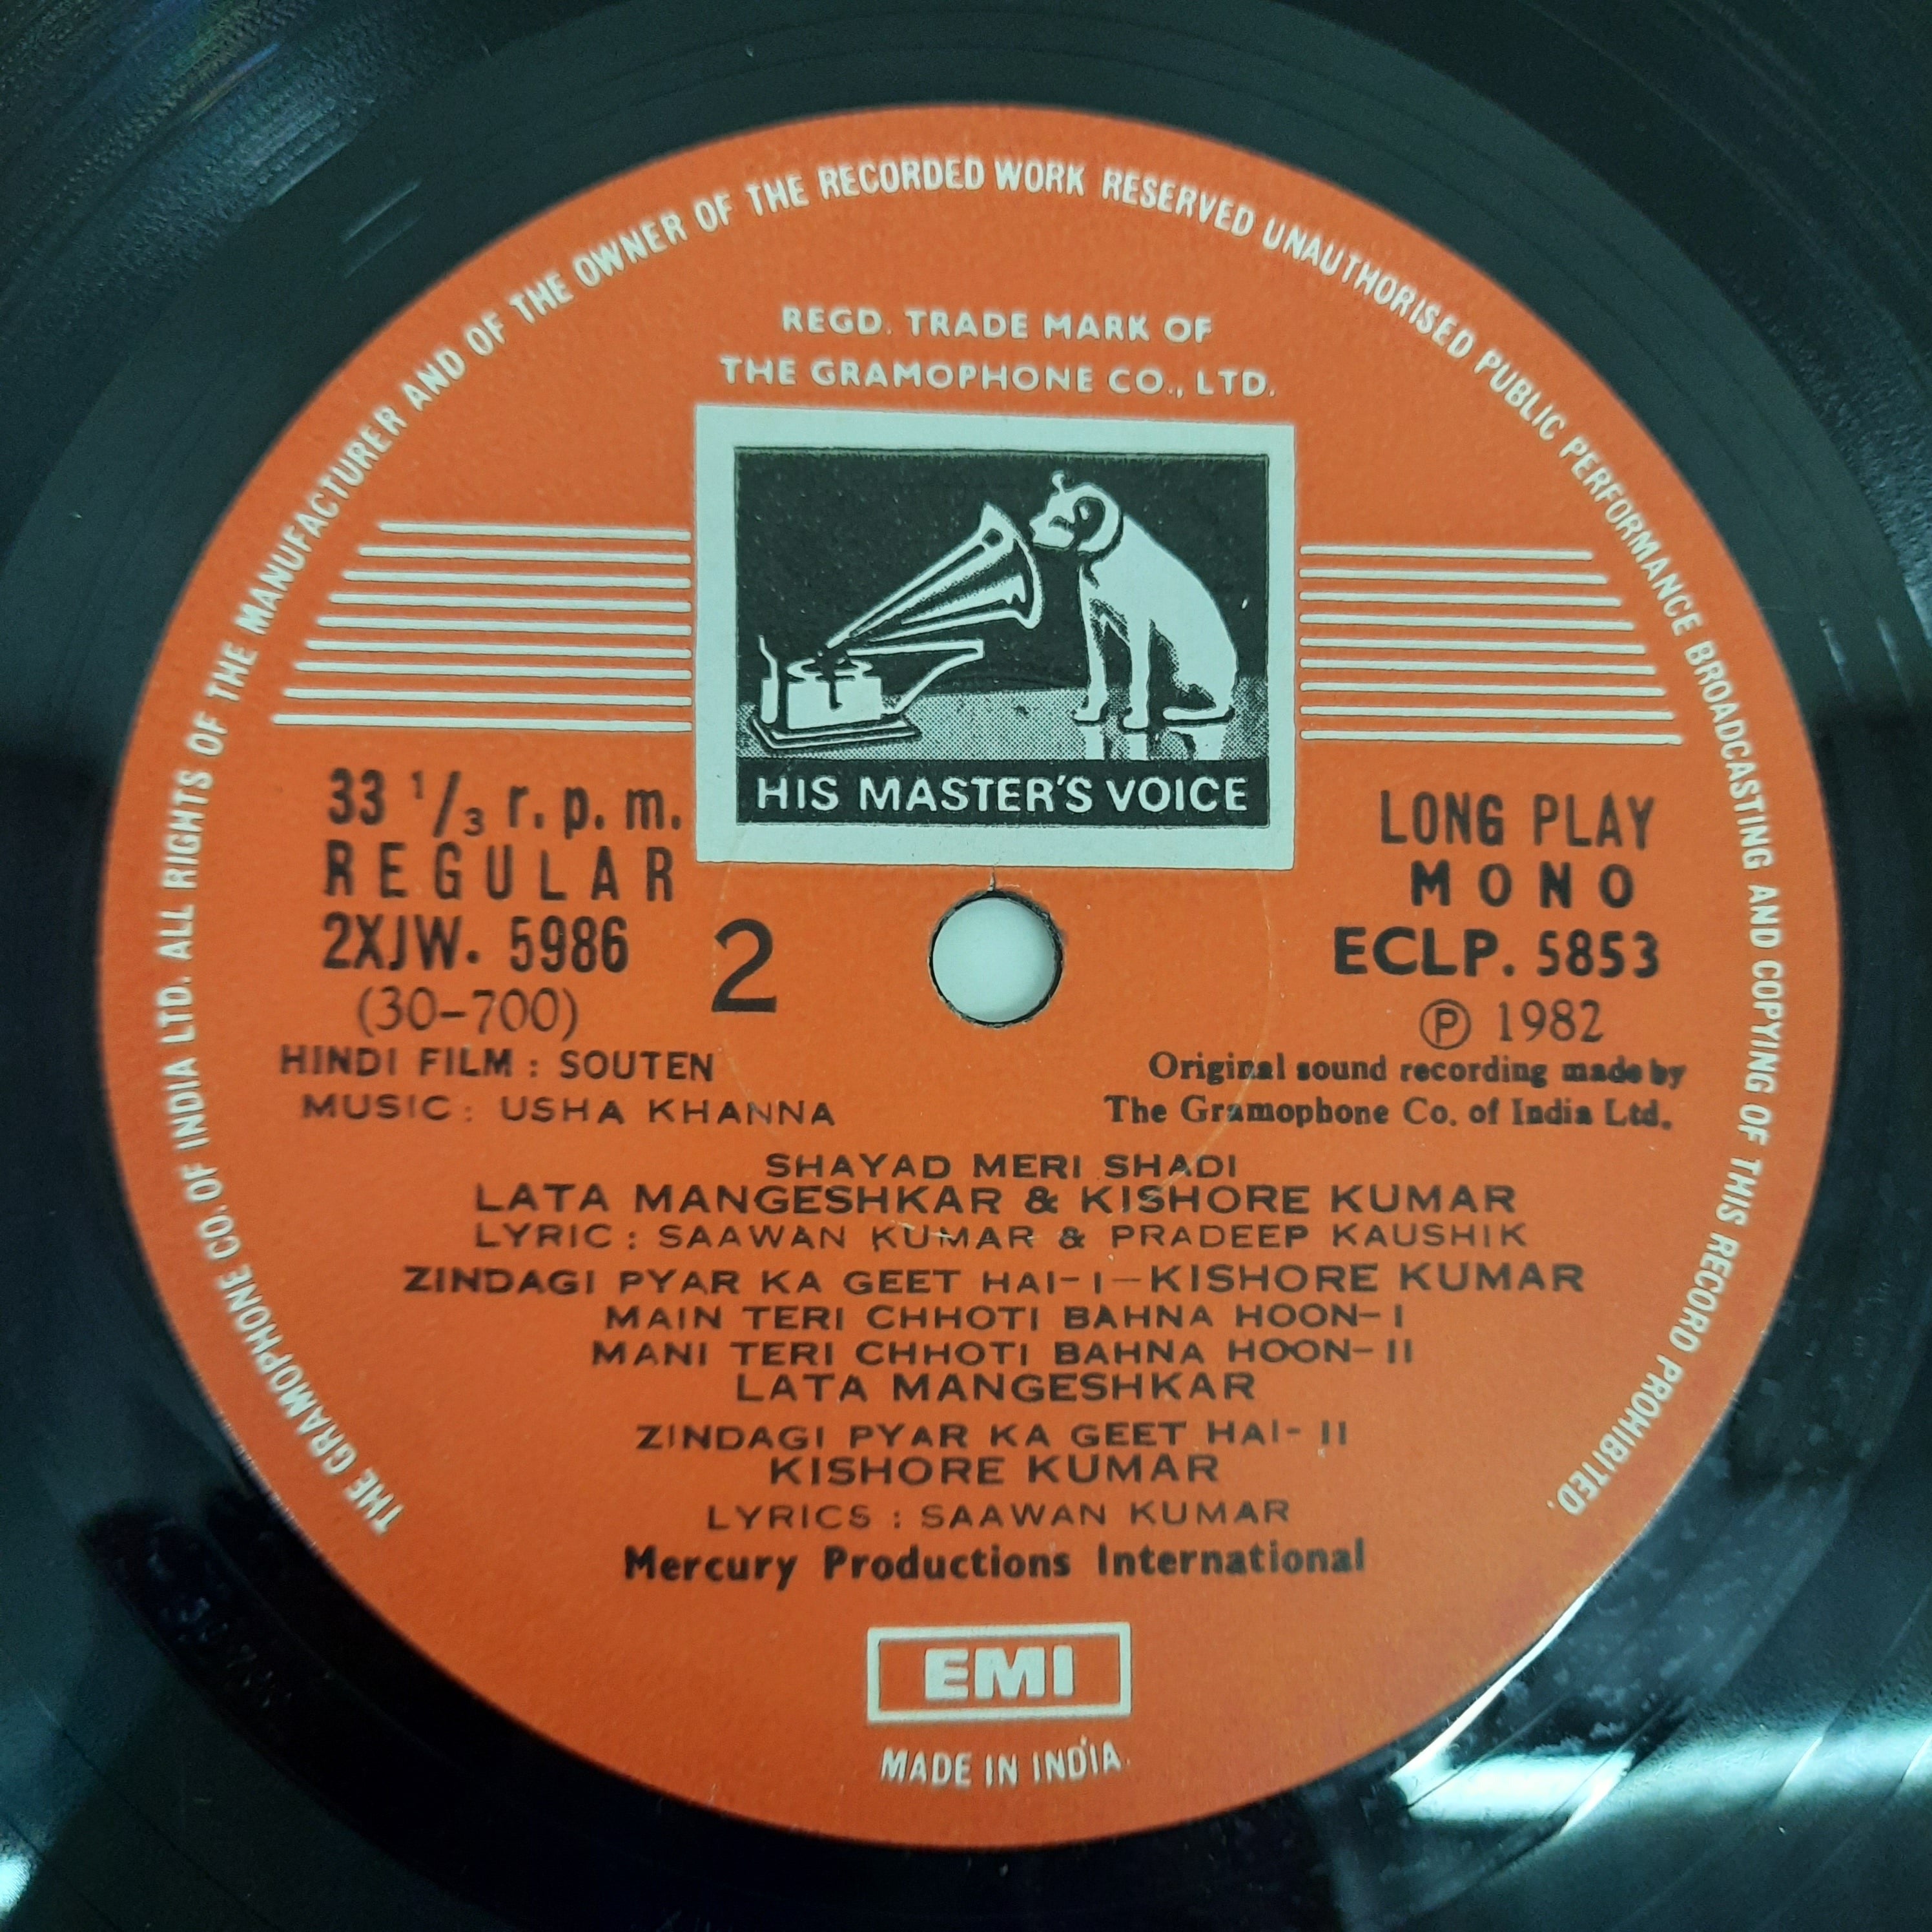 THE GRAMOPHONE CO. OF INDIA LTD. ALL RIGHTS OF THE MANUFACTURER AND OF THE OWNER OF THE RECORDED WORK RESERVED UNAUTHORISED PUBLIC PERFORMANCE BROADCASTING AND COPYING OF THIS RECORD PROHIBITED.
REGD. TRADE MARK OF
THE GRAMOPHONE CO., LTD.
HIS MASTER'S VOICE
33 1/3 r. p. m.
REGULAR
2XJW. 5986
(30-700)
2
LONG PLAY
MONO
ECLP. 5853
Ⓟ 1982
HINDI FILM : SOUTEN
MUSIC : USHA KHANNA
Original sound recording made by
The Gramophone Co. of India Ltd.
SHAYAD MERI SHADI
LATA MANGESHKAR & KISHORE KUMAR
LYRIC : SAAWAN KUMAR & PRADEEP KAUSHIK
ZINDAGI PYAR KA GEET HAI-I—KISHORE KUMAR
MAIN TERI CHHOTI BAHNA HOON-I
MANI TERI CHHOTI BAHNA HOON-II
LATA MANGESHKAR
ZINDAGI PYAR KA GEET HAI-II
KISHORE KUMAR
LYRICS : SAAWAN KUMAR
Mercury Productions International
EMI
MADE IN INDIA.